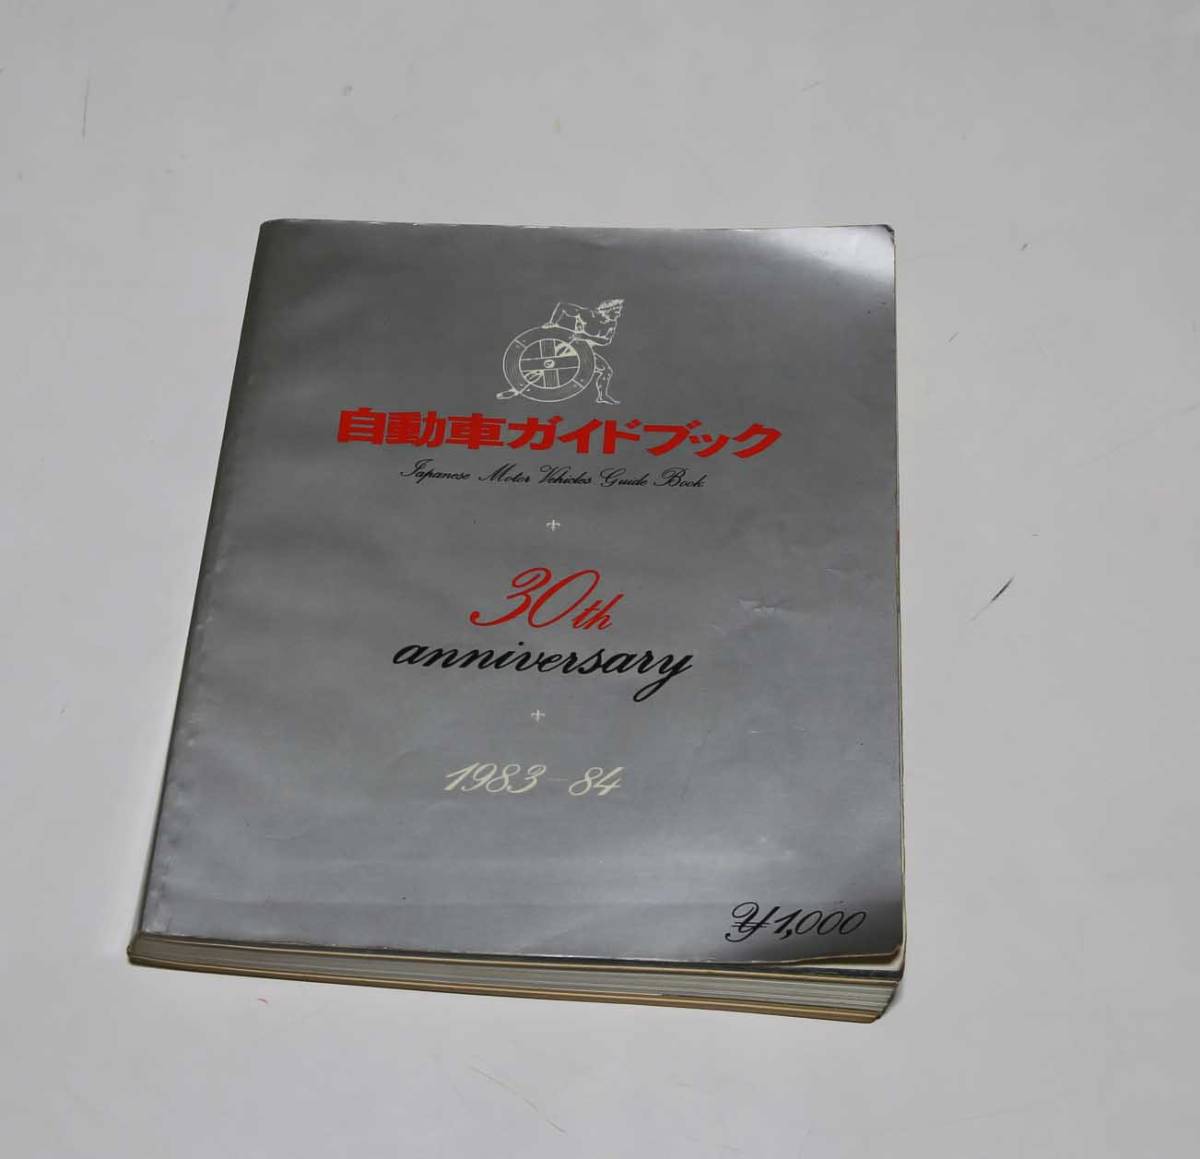 自動車ガイドブック
Japanese Motor Vehicles Guide Book
30th
anniversary
1983-84
¥1,000